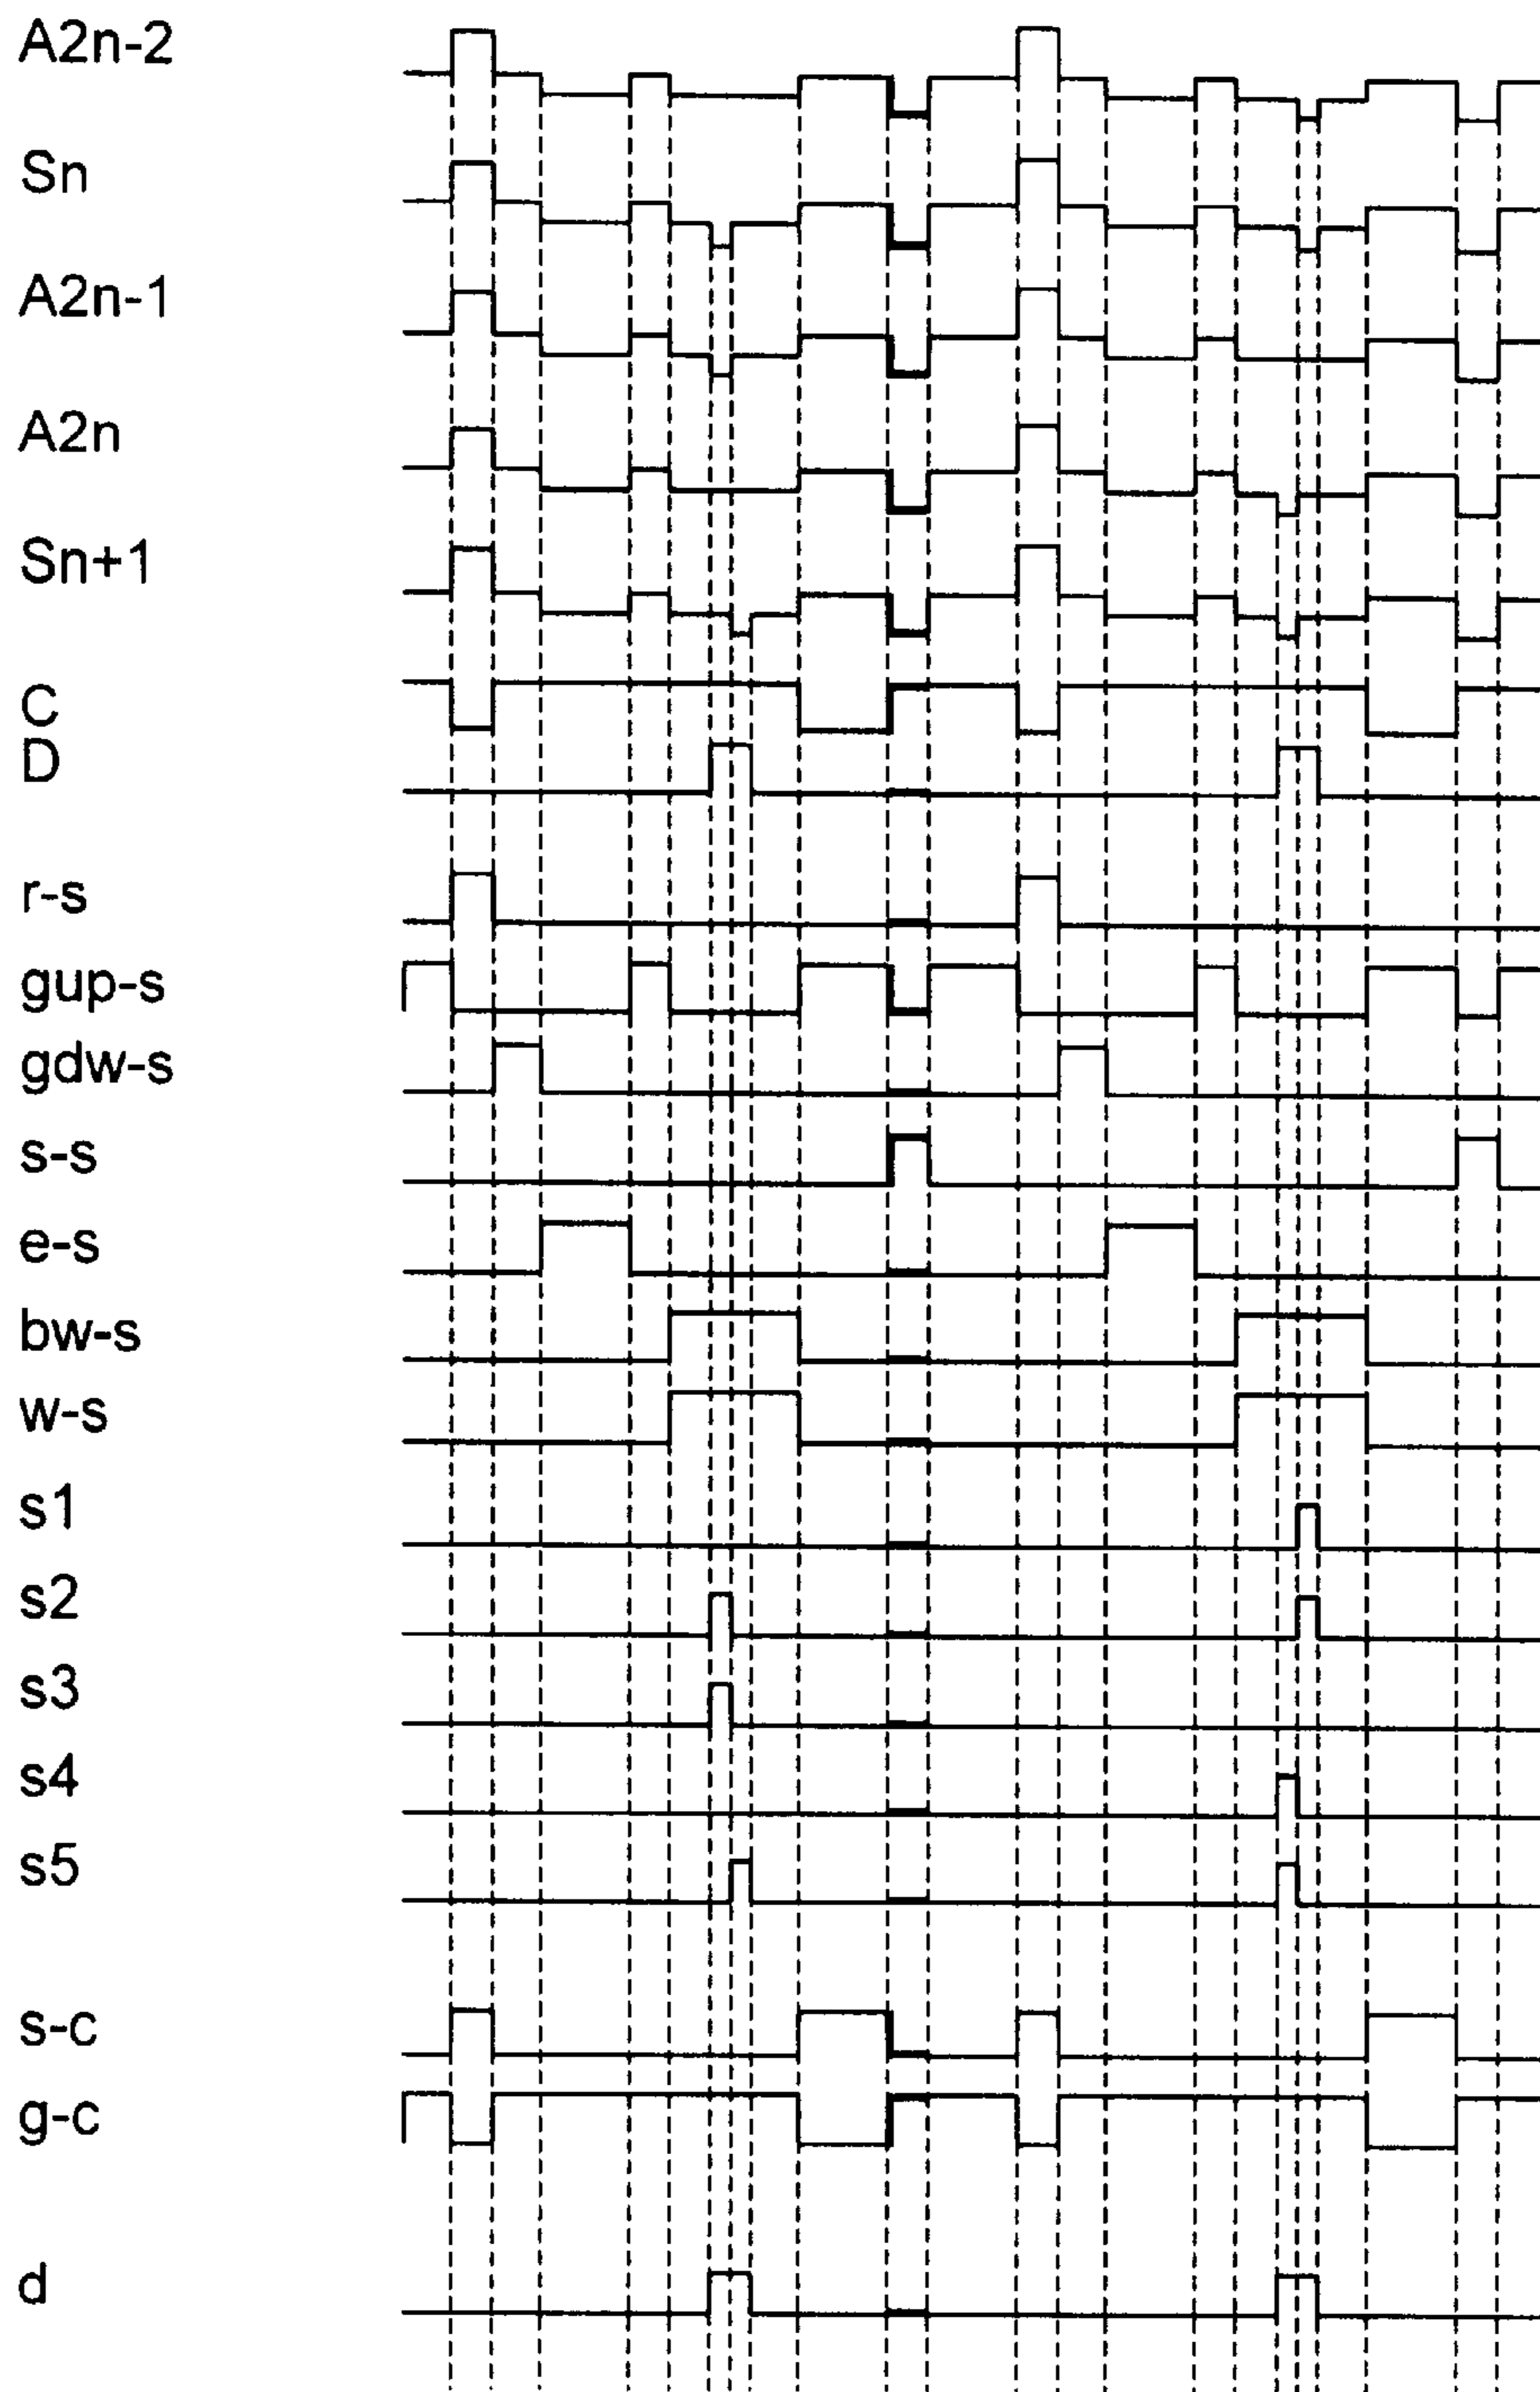 A2n-2
Sn
A2n-1
A2n
Sn+1
C
D
r-s
gup-s
gdw-s
s-s
e-s
bw-s
w-s
s1
s2
s3
s4
s5
s-c
g-c
d